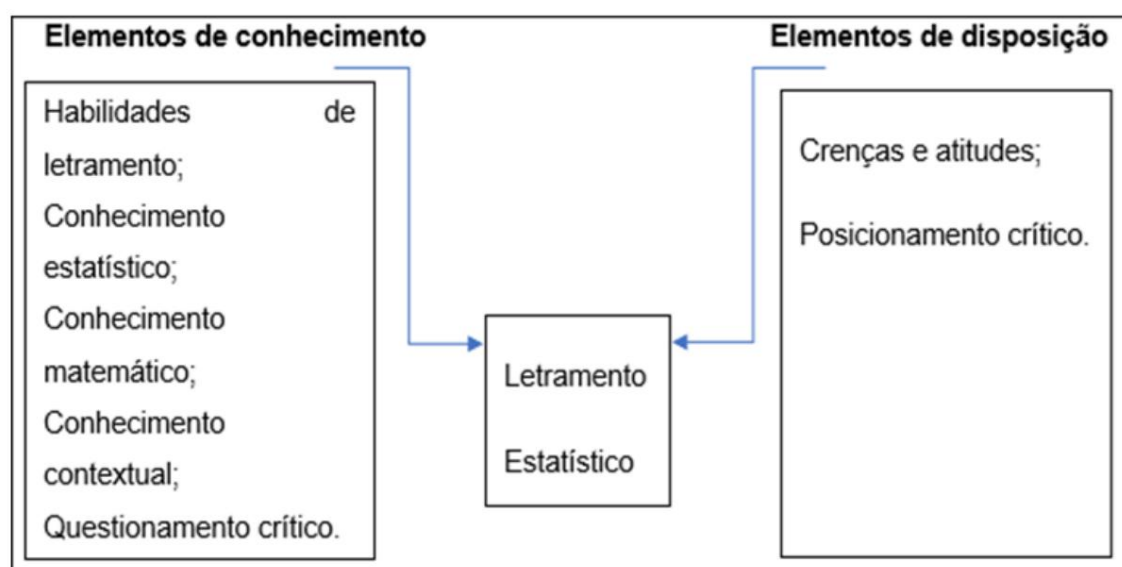 Elementos de conhecimento
Habilidades de
letramento;
Conhecimento
estatístico;
Conhecimento
matemático;
Conhecimento
contextual;
Questionamento crítico.
Letramento
Estatístico
Elementos de disposição
Crenças e atitudes;
Posicionamento crítico.